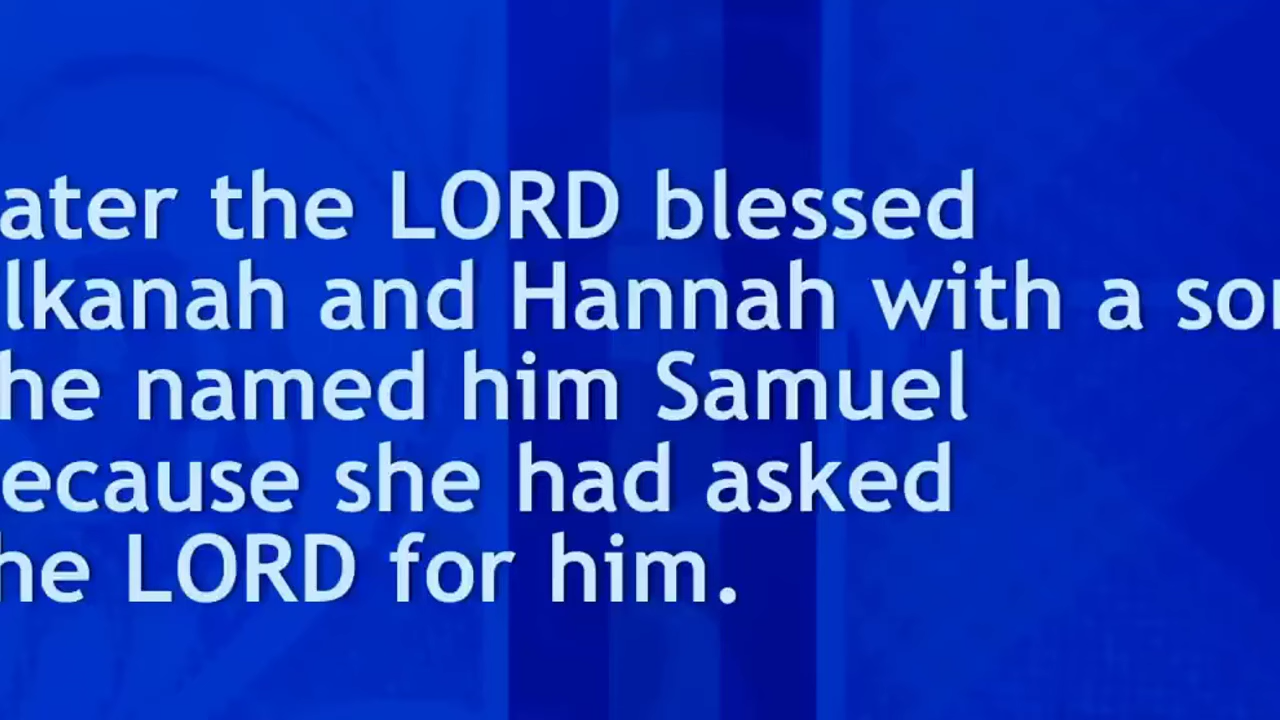 ater the LORD blessed
lkanah and Hannah with a so
he named him Samuel
ecause she had asked
he LORD for him.